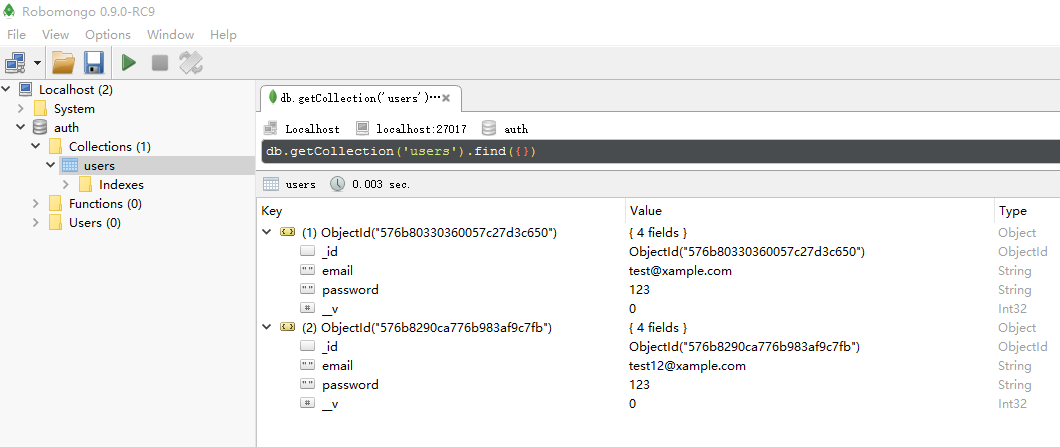 Robomongo 0.9.0-RC9
File View Options Window Help
Localhost (2)
System
auth
Collections (1)
users
Indexes
Functions (0)
Users (0)
db.getCollection('users')⋯
Localhost localhost:27017 auth
db.getCollection('users').find({})
users 0.003 sec.
Key Value Type
(1) ObjectId("576b80330360057c27d3c650") { 4 fields } Object
_id ObjectId("576b80330360057c27d3c650") ObjectId
email test@xample.com String
password 123 String
__v 0 Int32
(2) ObjectId("576b8290ca776b983af9c7fb") { 4 fields } Object
_id ObjectId("576b8290ca776b983af9c7fb") ObjectId
email test12@xample.com String
password 123 String
__v 0 Int32